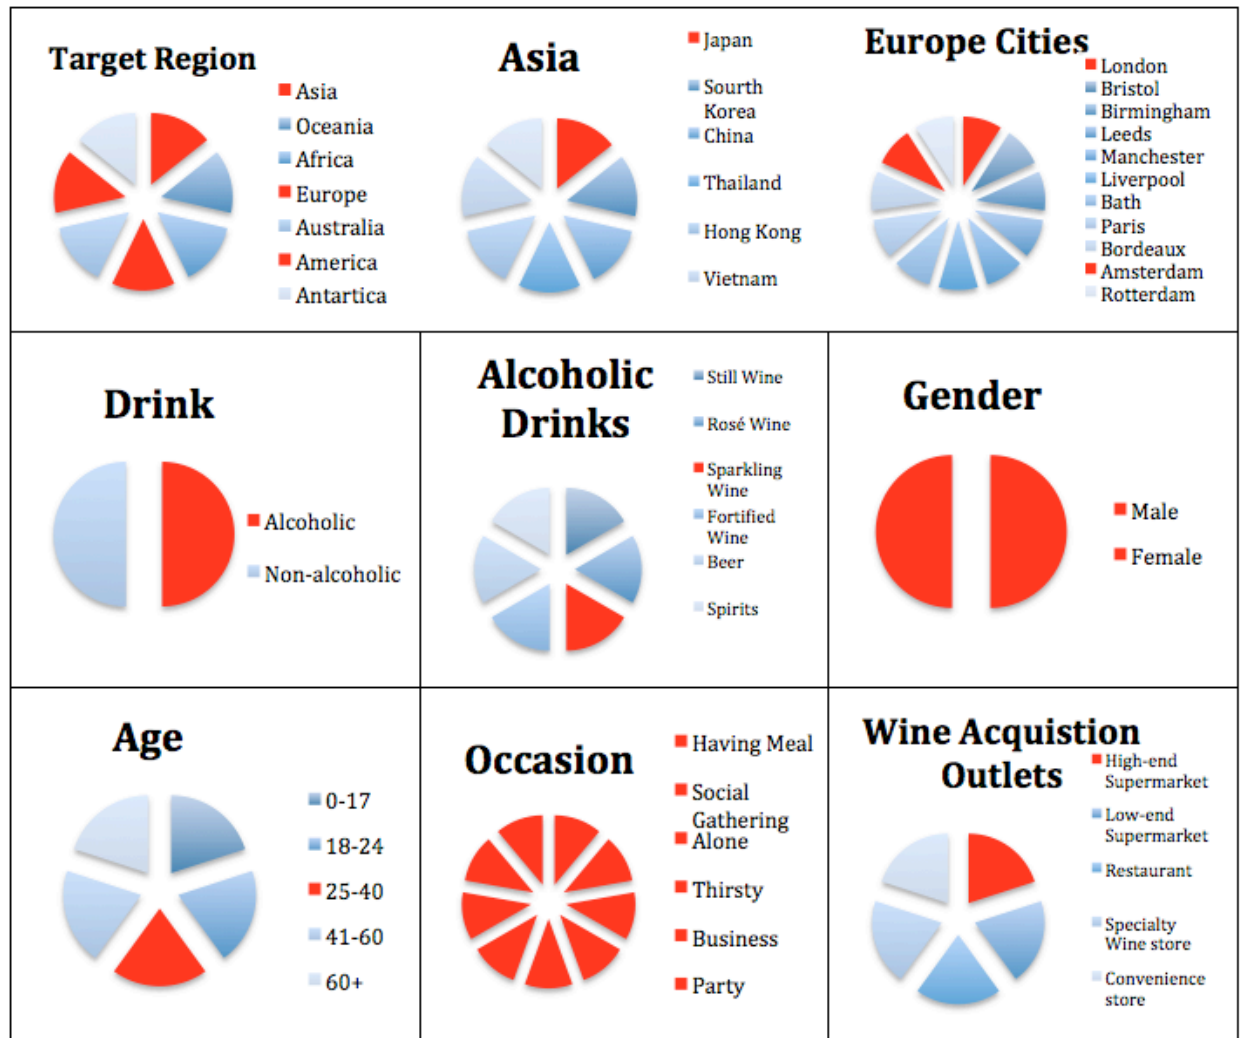 Target Region
Asia
Oceania
Africa
Europe
Australia
America
Antartica
Asia
Japan
Sourth
Korea
China
Thailand
Hong Kong
Vietnam
Europe Cities
London
Bristol
Birmingham
Leeds
Manchester
Liverpool
Bath
Paris
Bordeaux
Amsterdam
Rotterdam
Drink
Alcoholic
Non-alcoholic
Alcoholic
Drinks
Still Wine
Rosé Wine
Sparkling
Wine
Fortified
Wine
Beer
Spirits
Gender
Male
Female
Age
0-17
18-24
25-40
41-60
60+
Occasion
Having Meal
Social
Gathering
Alone
Thirsty
Business
Party
Wine Acquistion
Outlets
High-end
Supermarket
Low-end
Supermarket
Restaurant
Specialty
Wine store
Convenience
store